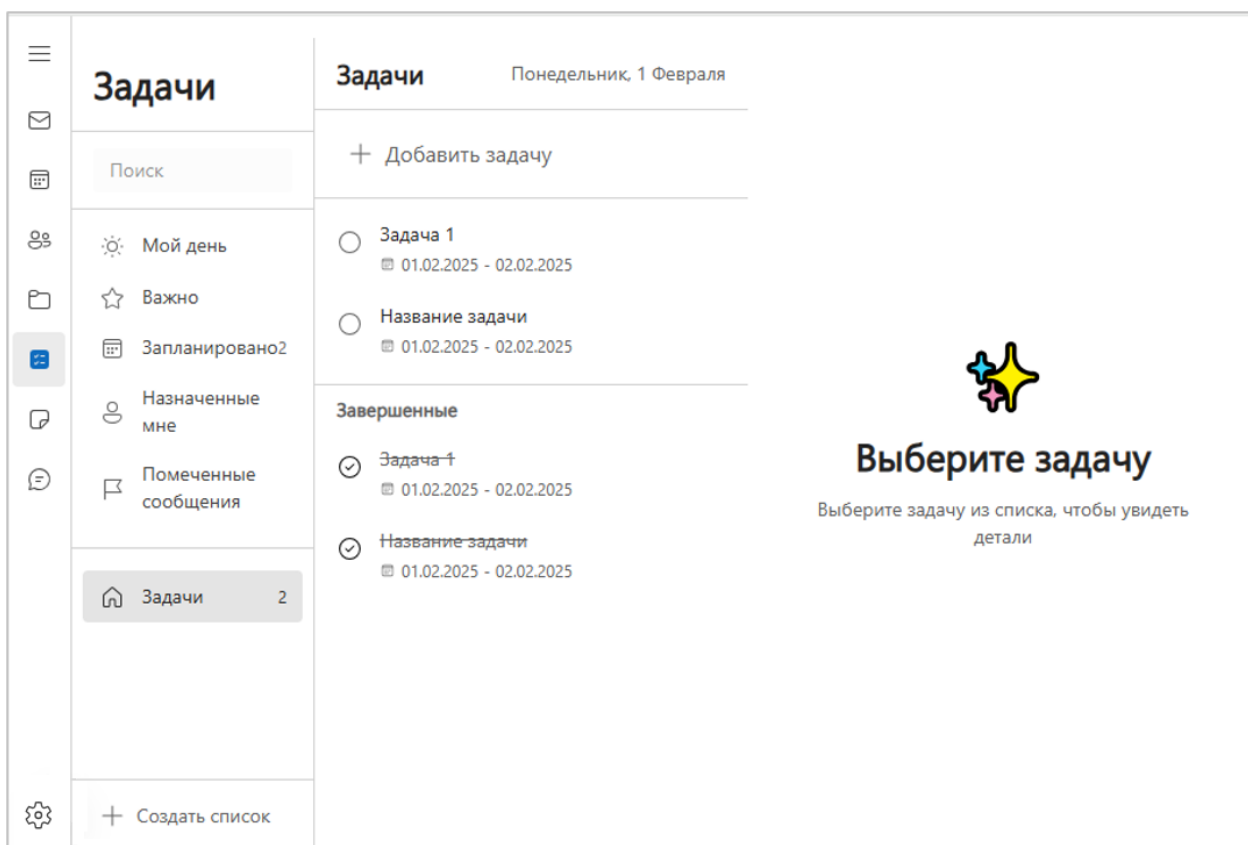 Задачи
Поиск
Мой день
Важно
Запланировано2
Назначенные
мне
Помеченные
сообщения
Задачи 2
Создать список
Задачи Понедельник, 1 Февраля
Добавить задачу
Задача 1
01.02.2025 - 02.02.2025
Название задачи
01.02.2025 - 02.02.2025
Завершенные
Задача 1
01.02.2025 - 02.02.2025
Название задачи
01.02.2025 - 02.02.2025
Выберите задачу
Выберите задачу из списка, чтобы увидеть
детали